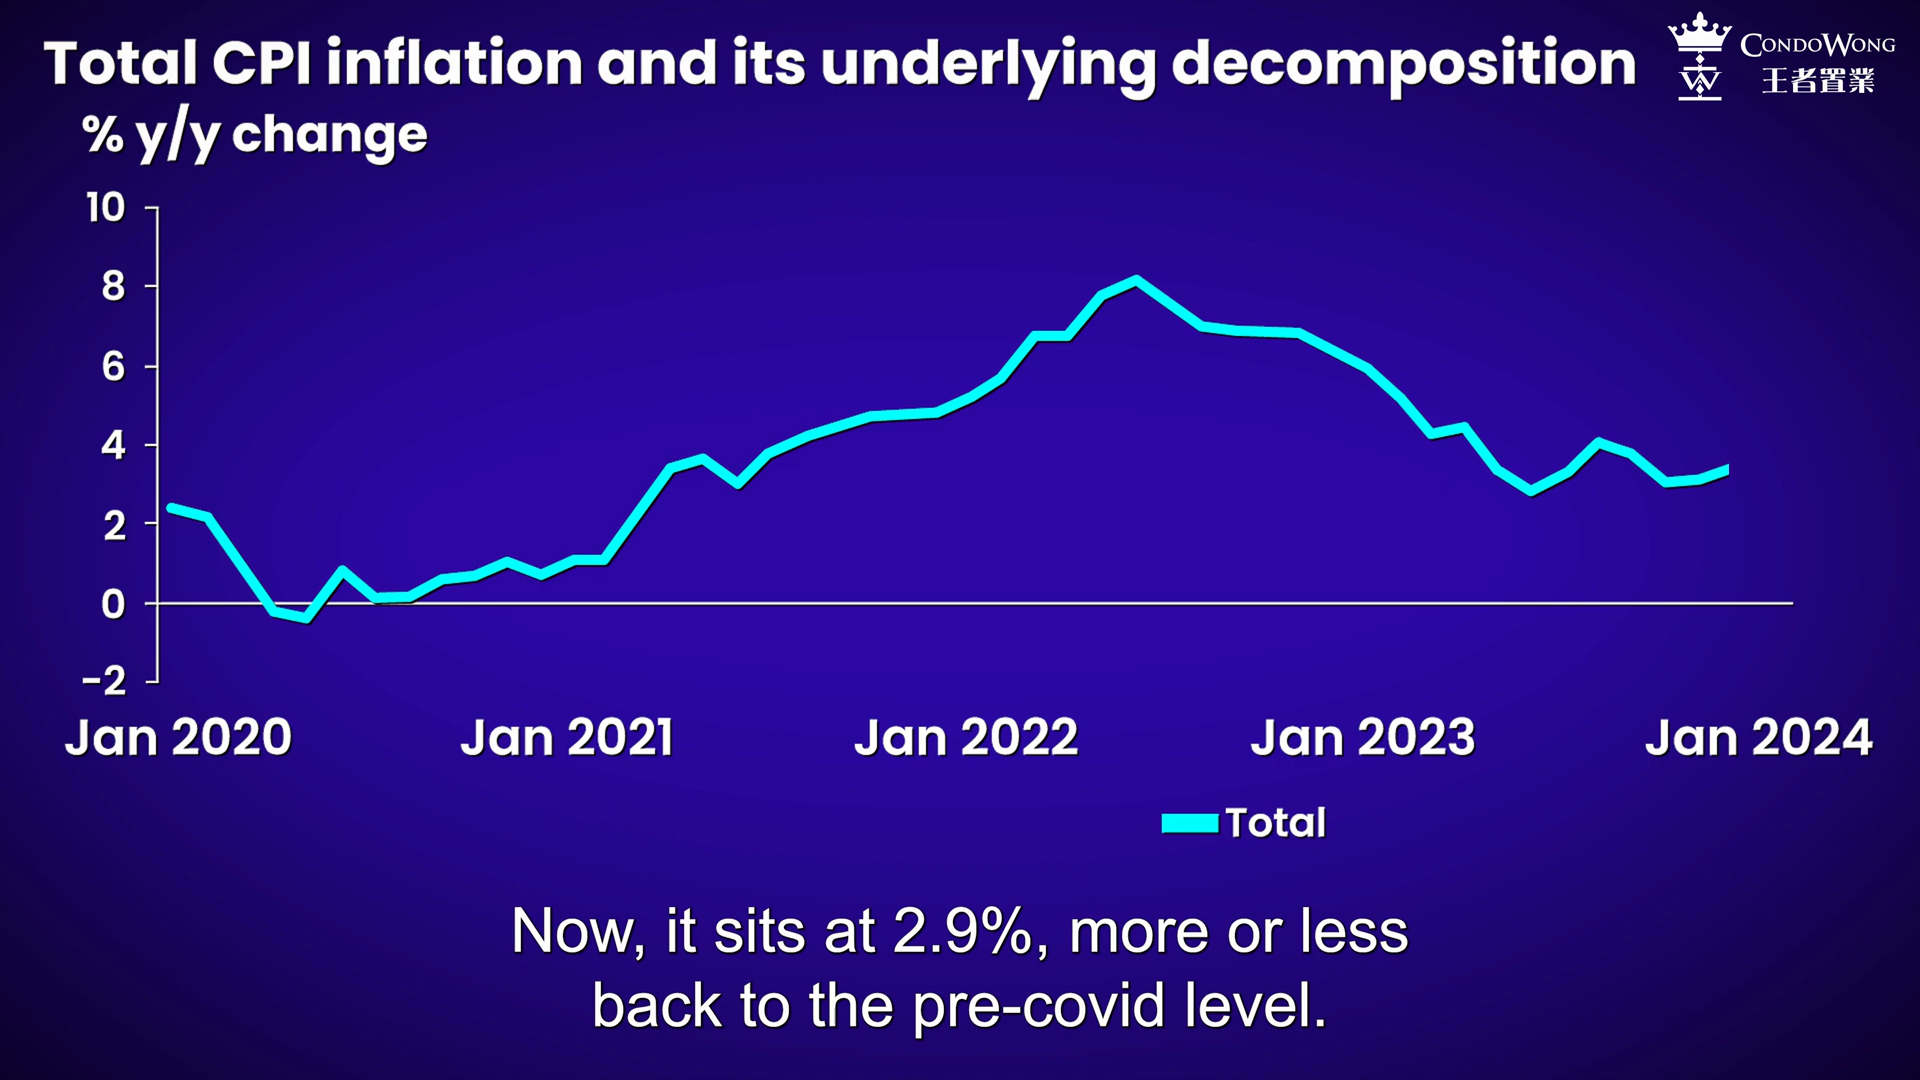 Total CPI inflation and its underlying decomposition
CONDOWONG
王者置業
% y/y change
10
8
6
4
2
0
-2
Jan 2020 Jan 2021 Jan 2022 Jan 2023 Jan 2024
Total
Now, it sits at 2.9%, more or less
back to the pre-covid level.